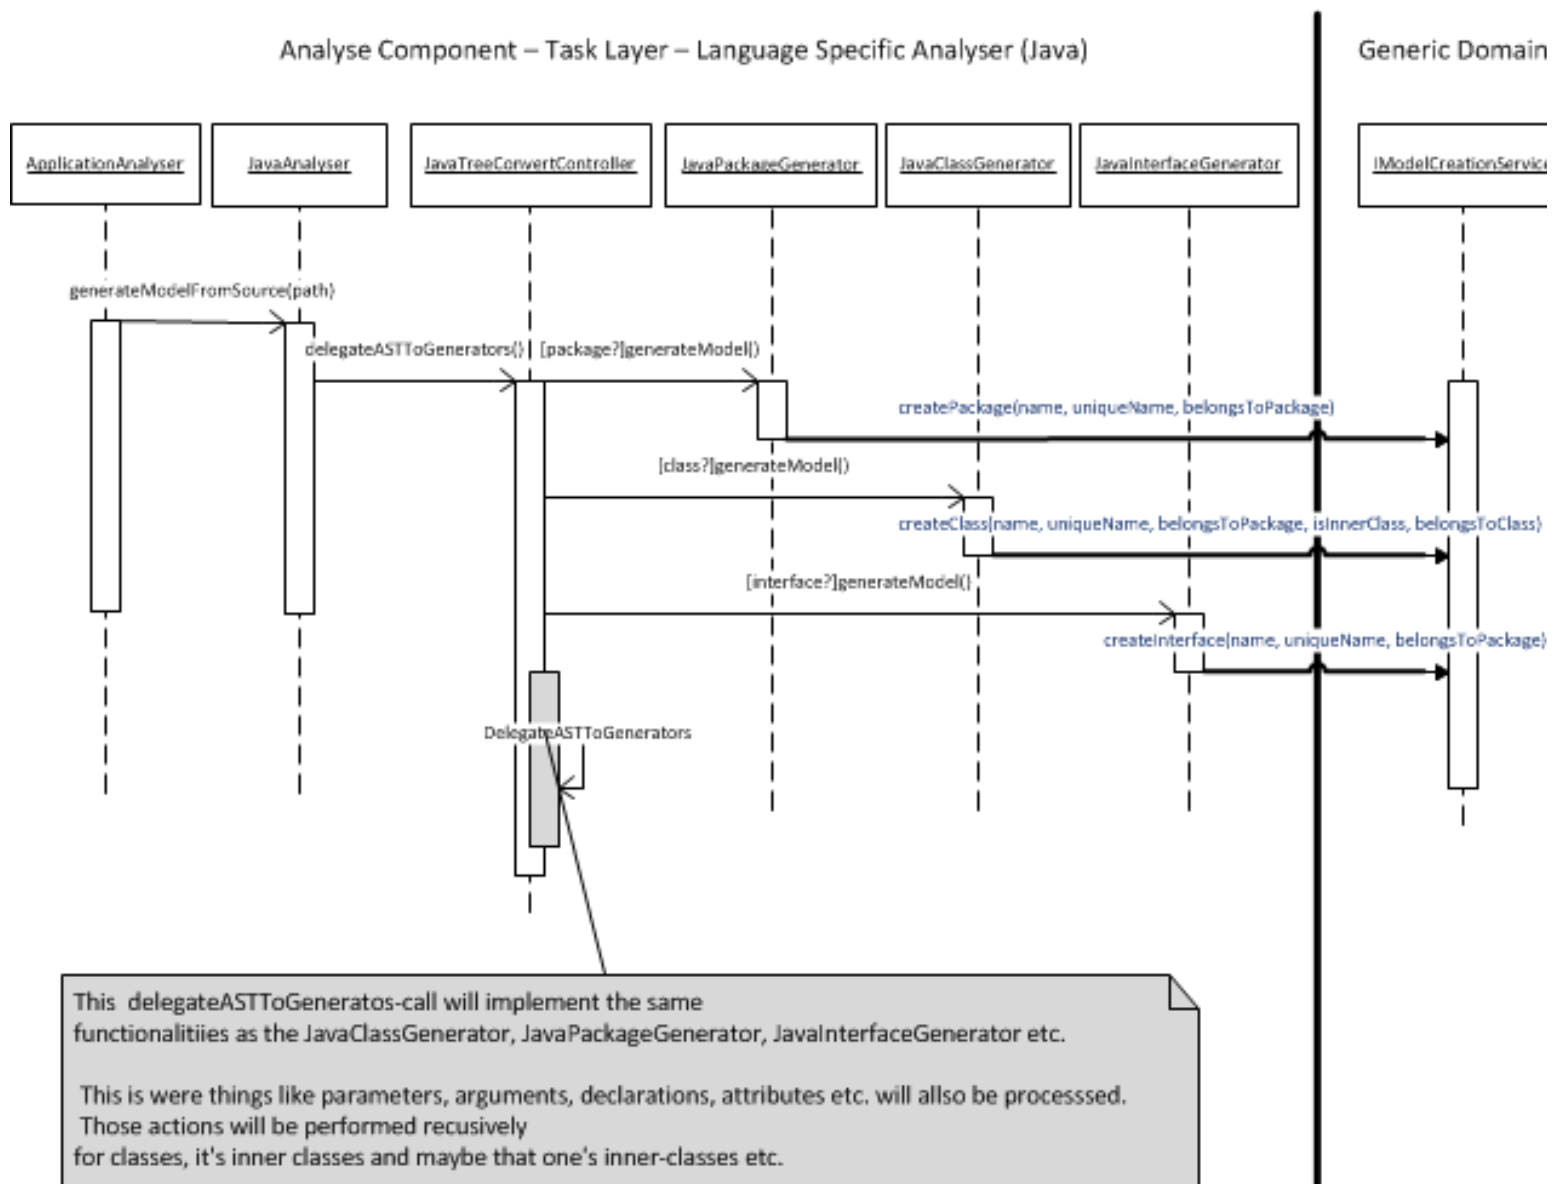 Analyse Component – Task Layer – Language Specific Analyser (Java)
Generic Domain
ApplicationAnalyser
JavaAnalyser
JavaTreeConvertController
JavaPackageGenerator
JavaClassGenerator
JavaInterfaceGenerator
IModelCreationService
generateModelFromSource(path)
delegateASTToGenerators()
[package?]generateModel()
createPackage(name, uniqueName, belongsToPackage)
[class?]generateModel()
createClass(name, uniqueName, belongsToPackage, isInnerClass, belongsToClass)
[interface?]generateModel()
createInterface(name, uniqueName, belongsToPackage)
DelegateASTToGenerators
This  delegateASTToGeneratos-call will implement the same
functionalitiies as the JavaClassGenerator, JavaPackageGenerator, JavaInterfaceGenerator etc.
This is were things like parameters, arguments, declarations, attributes etc. will allso be processsed.
Those actions will be performed recusively
for classes, it's inner classes and maybe that one's inner-classes etc.